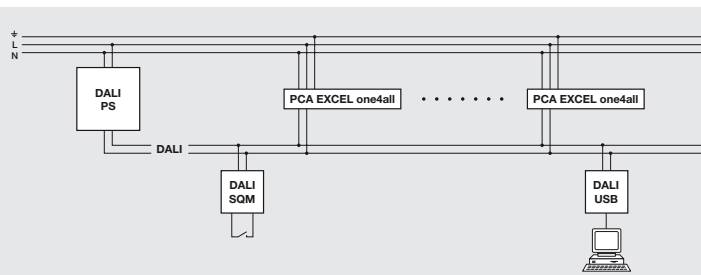 L
N
DALI
PS
PCA EXCEL one4all
PCA EXCEL one4all
DALI
DALI
SQM
DALI
USB